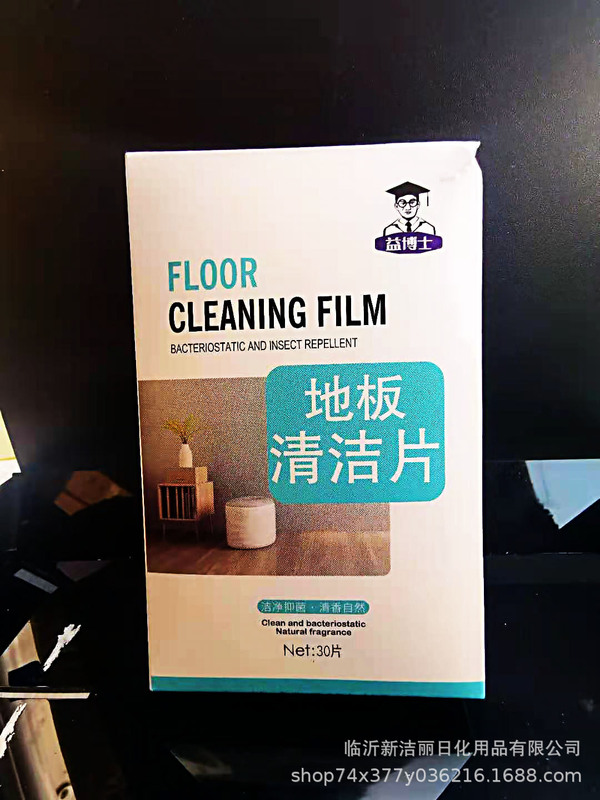 益博士
FLOOR
CLEANING FILM
BACTERIOSTATIC AND INSECT REPELLENT
地板
清洁片
洁净抑菌·清香自然
Clean and bacteriostatic
Natural fragrance
Net:30片
临沂新洁丽日化用品有限公司
shop74x377y036216.1688.com